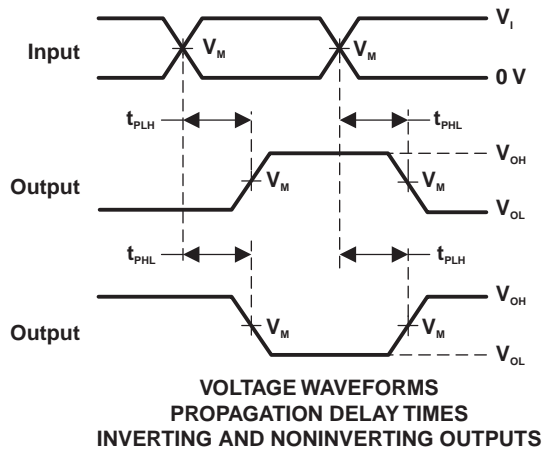 V_I
Input
V_M V_M
0 V
t_PLH t_PHL
V_OH
Output
V_M V_M
V_OL
t_PHL t_PLH
V_OH
Output
V_M V_M
V_OL
VOLTAGE WAVEFORMS
PROPAGATION DELAY TIMES
INVERTING AND NONINVERTING OUTPUTS